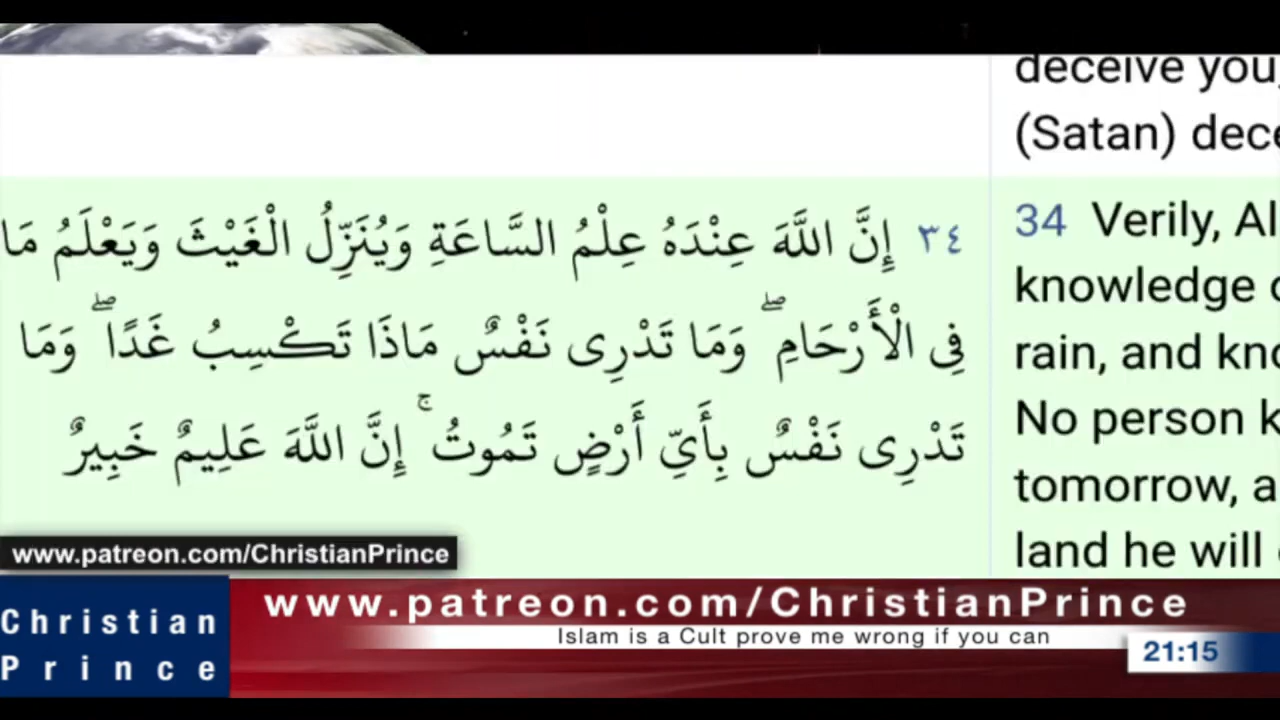 deceive you,
(Satan) dece
٣٤ إِنَّ اللَّهَ عِنْدَهُ عِلْمُ السَّاعَةِ وَيُنَزِّلُ الْغَيْثَ وَيَعْلَمُ مَا
فِى الْأَرْحَامِ ۖ وَمَا تَدْرِى نَفْسٌ مَاذَا تَكْسِبُ غَدًا ۖ وَمَا
تَدْرِى نَفْسٌ بِأَيِّ أَرْضٍ تَمُوتُ ۚ إِنَّ اللَّهَ عَلِيمٌ خَبِيرٌ
34 Verily, Al
knowledge o
rain, and kno
No person k
tomorrow, a
land he will
www.patreon.com/ChristianPrince
Christian
Prince
www.patreon.com/ChristianPrince
Islam is a Cult prove me wrong if you can
21:15